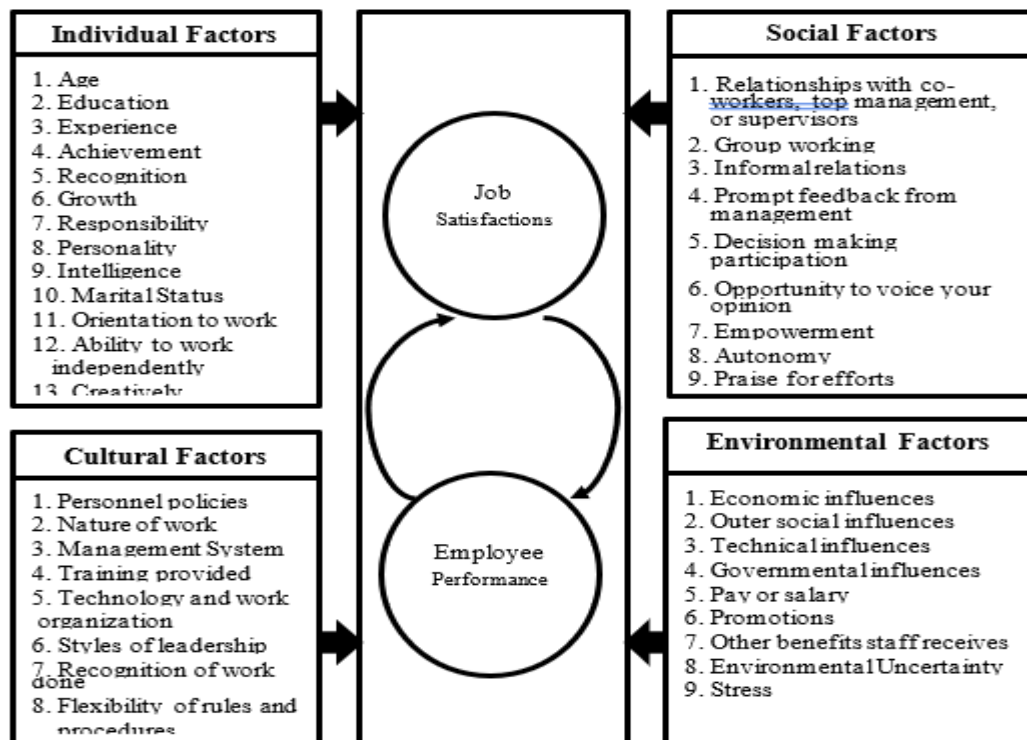 Individual Factors
1. Age
2. Education
3. Experience
4. Achievement
5. Recognition
6. Growth
7. Responsibility
8. Personality
9. Intelligence
10. Marital Status
11. Orientation to work
12. Ability to work
independently
13. Creatively
Cultural Factors
1. Personnel policies
2. Nature of work
3. Management System
4. Training provided
5. Technology and work
organization
6. Styles of leadership
7. Recognition of work
done
8. Flexibility of rules and
procedures
Job
Satisfactions
Employee
Performance
Social Factors
1. Relationships with co-
workers, top management,
or supervisors
2. Group working
3. Informal relations
4. Prompt feedback from
management
5. Decision making
participation
6. Opportunity to voice your
opinion
7. Empowerment
8. Autonomy
9. Praise for efforts
Environmental Factors
1. Economic influences
2. Outer social influences
3. Technical influences
4. Governmental influences
5. Pay or salary
6. Promotions
7. Other benefits staff receives
8. Environmental Uncertainty
9. Stress